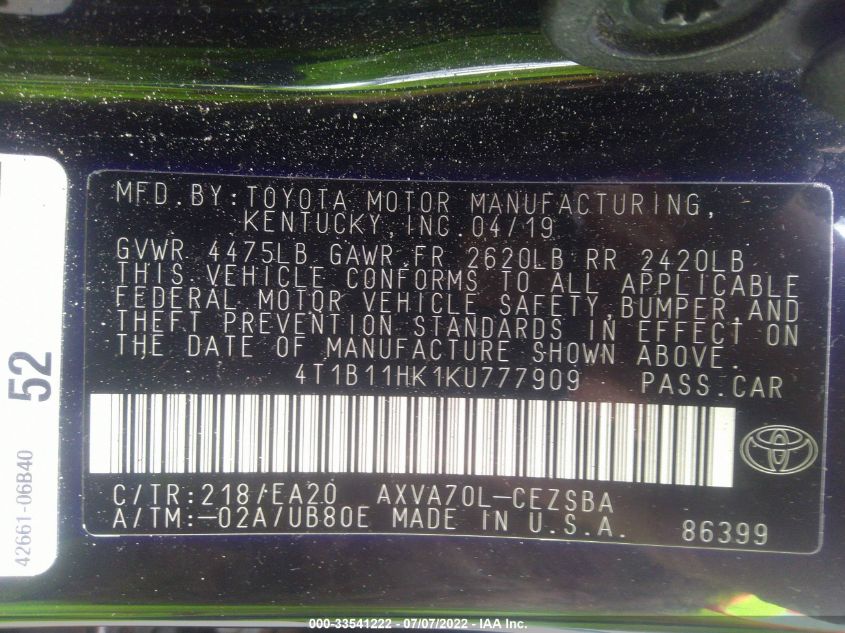 MFD.BY:TOYOTA MOTOR MANUFACTURING,
KENTUCKY,INC.04/19
GVWR 4475LB GAWR FR 2620LB RR 2420LB
THIS VEHICLE CONFORMS TO ALL APPLICABLE
FEDERAL MOTOR VEHICLE SAFETY,BUMPER,AND
THEFT PREVENTION STANDARDS IN EFFECT ON
THE DATE OF MANUFACTURE SHOWN ABOVE.
4T1B11HK1KU777909 PASS.CAR
C/TR:218/EA20 AXVA70L-CEZSBA
A/TM:-02A/UB80E MADE IN U.S.A. 86399
52
42661-06B40
000-33541222 - 07/07/2022 - IAA Inc.